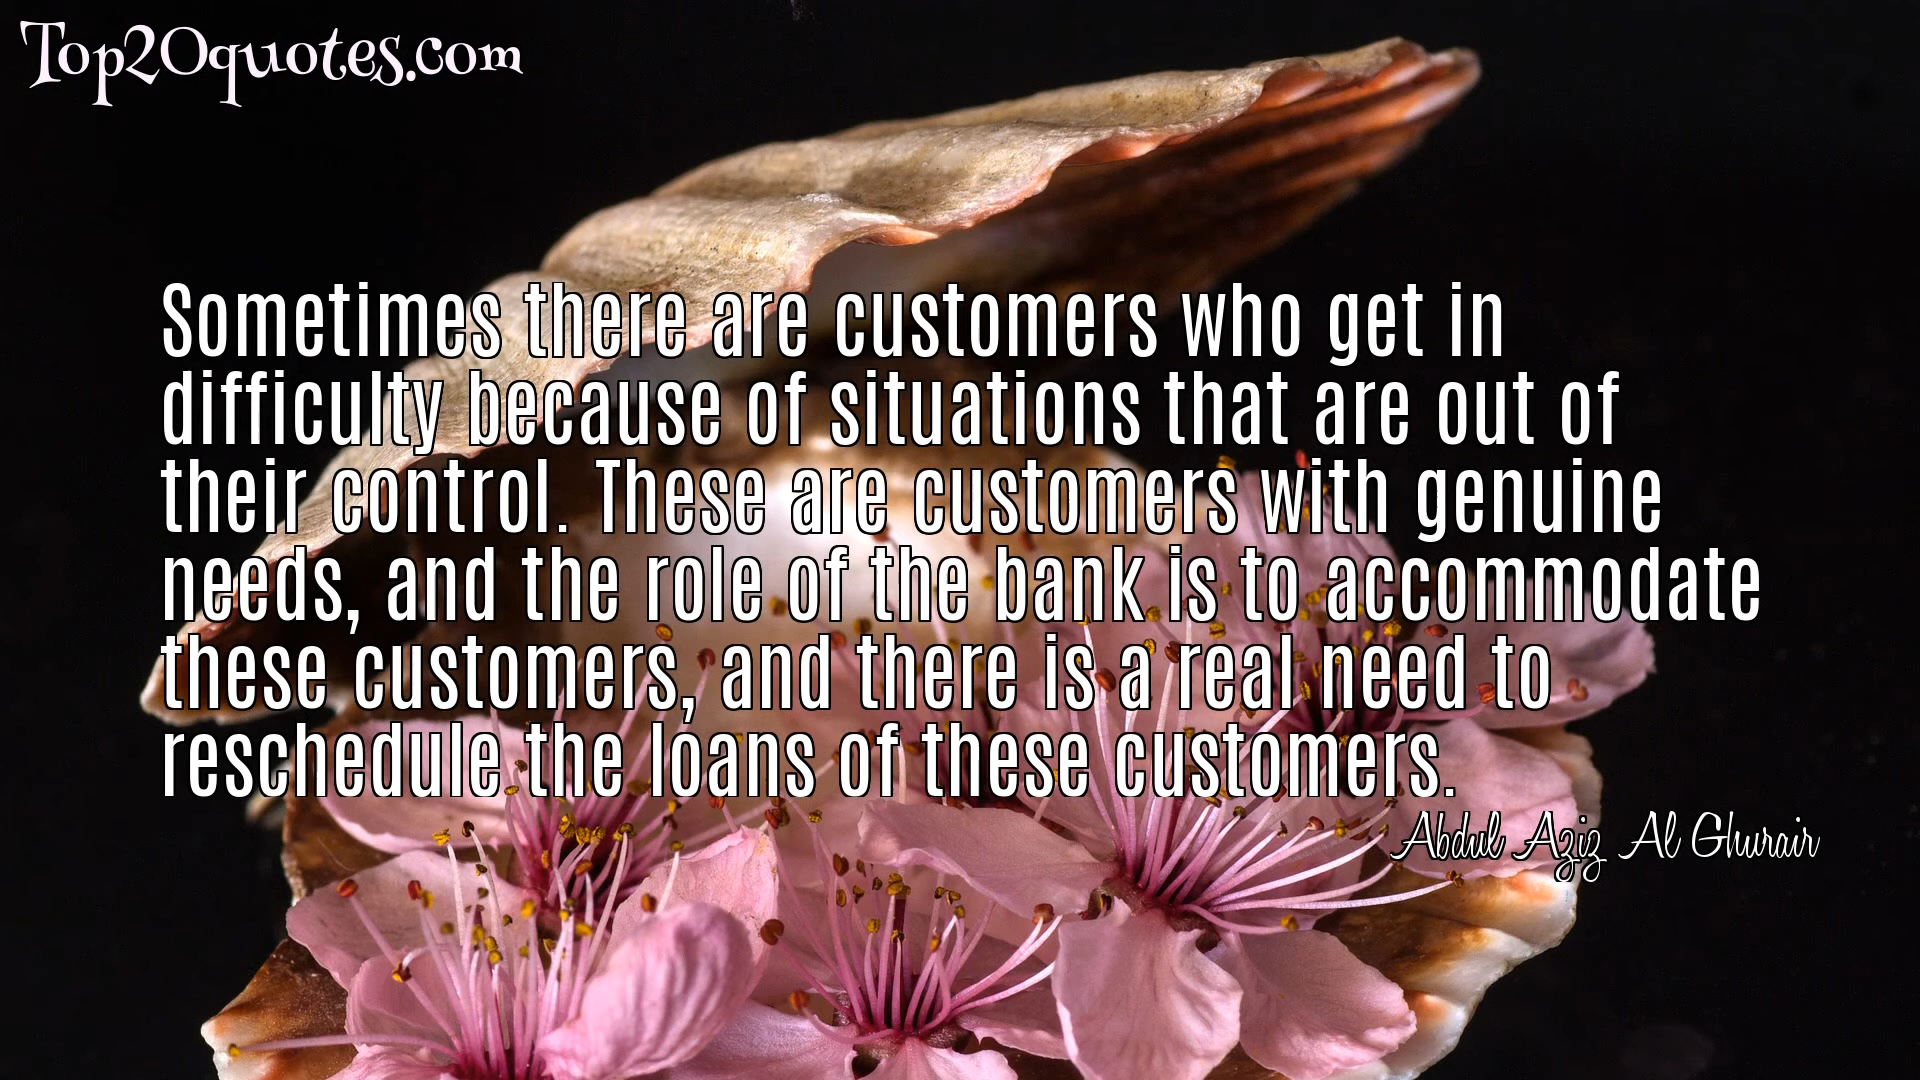 Top20quotes.com
Sometimes there are customers who get in
difficulty because of situations that are out of
their control. These are customers with genuine
needs, and the role of the bank is to accommodate
these customers, and there is a real need to
reschedule the loans of these customers.
Abdul Aziz Al Ghurair